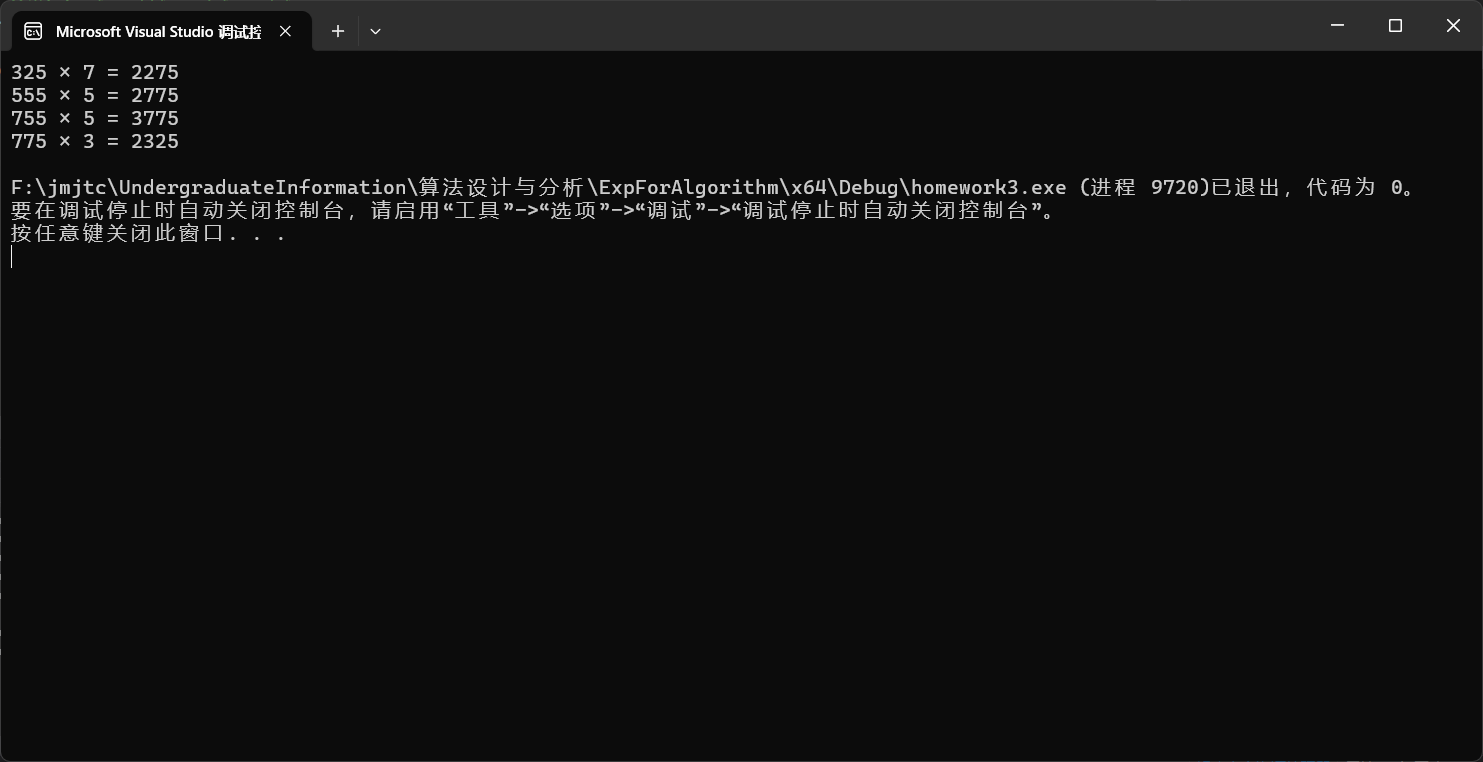 Microsoft Visual Studio 调试控
325 × 7 = 2275
555 × 5 = 2775
755 × 5 = 3775
775 × 3 = 2325
F:\jmjtc\UndergraduateInformation\算法设计与分析\ExpForAlgorithm\x64\Debug\homework3.exe (进程 9720)已退出，代码为 0。
要在调试停止时自动关闭控制台，请启用“工具”->“选项”->“调试”->“调试停止时自动关闭控制台”。
按任意键关闭此窗口. . .